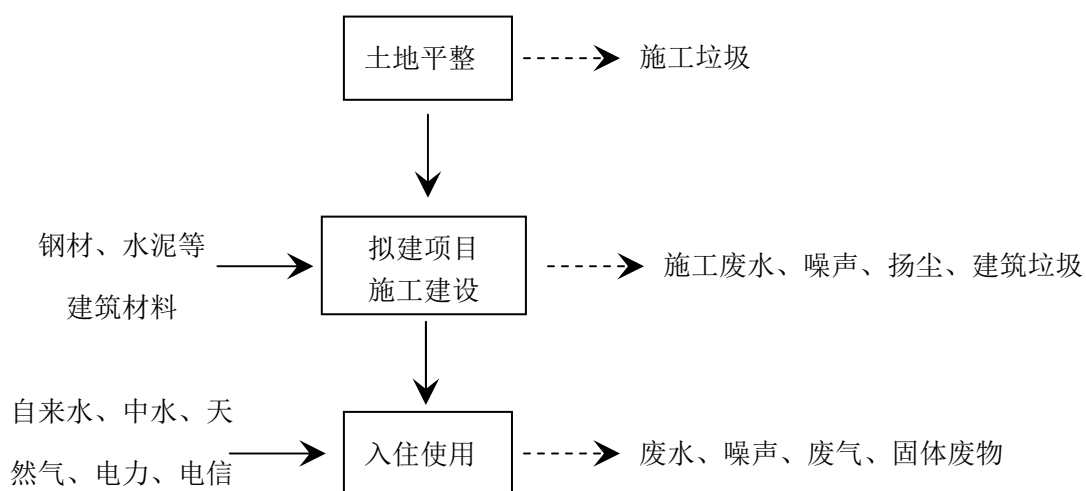 土地平整
施工垃圾
钢材、水泥等
建筑材料
拟建项目
施工建设
施工废水、噪声、扬尘、建筑垃圾
自来水、中水、天
然气、电力、电信
入住使用
废水、噪声、废气、固体废物